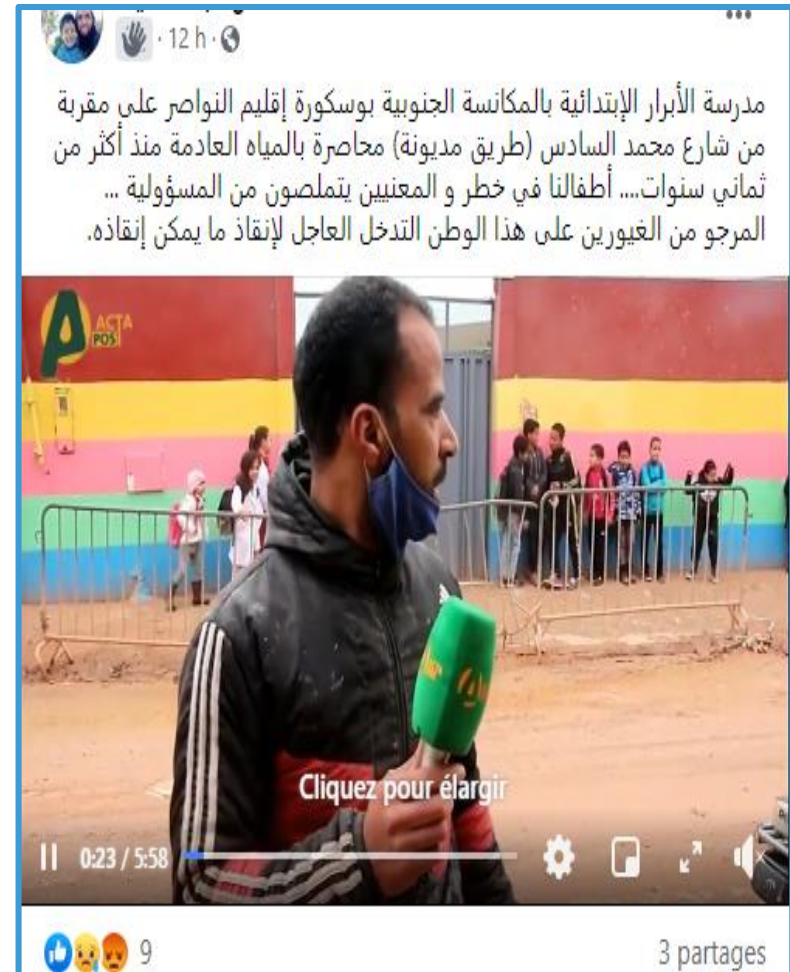 12 h
مدرسة الأبرار الإبتدائية بالمكانسة الجنوبية بوسكورة إقليم النواصر على مقربة
من شارع محمد السادس (طريق مديونة) محاصرة بالمياه العادمة منذ أكثر من
ثماني سنوات.... أطفالنا في خطر و المعنيين يتملصون من المسؤولية ...
المرجو من الغيورين على هذا الوطن التدخل العاجل لإنقاذ ما يمكن إنقاذه.
ACTA
POS
Cliquez pour élargir
0:23 / 5:58
9
3 partages